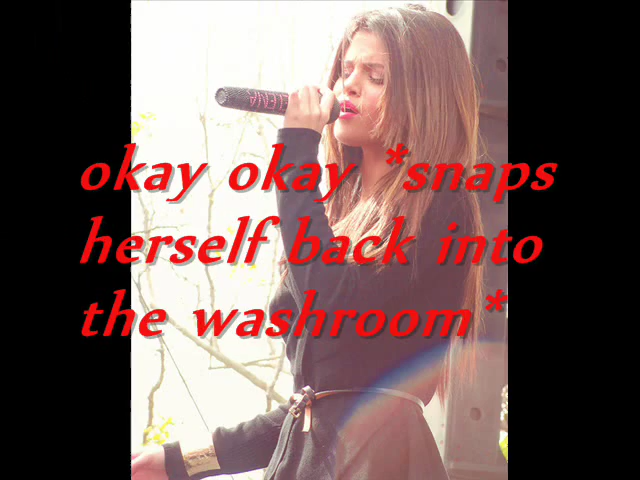 okay okay *snaps
herself back into
the washroom*